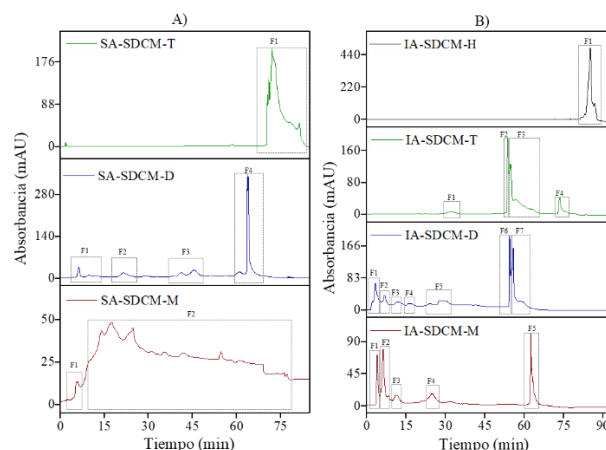 A)
SA-SDCM-T
F1
176
88
0
SA-SDCM-D
F4
280
F1
F2
F3
140
0
SA-SDCM-M
F2
50
F1
25
0
0 15 30 45 60 75
Tiempo (min)
Absorbancia (mAU)
B)
IA-SDCM-H
F1
440
220
0
IA-SDCM-T
F2 F3
160
80
F1
F4
0
IA-SDCM-D
F6 F7
166
83
F1
F2
F3
F4
F5
0
IA-SDCM-M
F5
90
F1
F2
45
F3
F4
0
0 15 30 45 60 75 90
Tiempo (min)
Absorbancia (mAU)